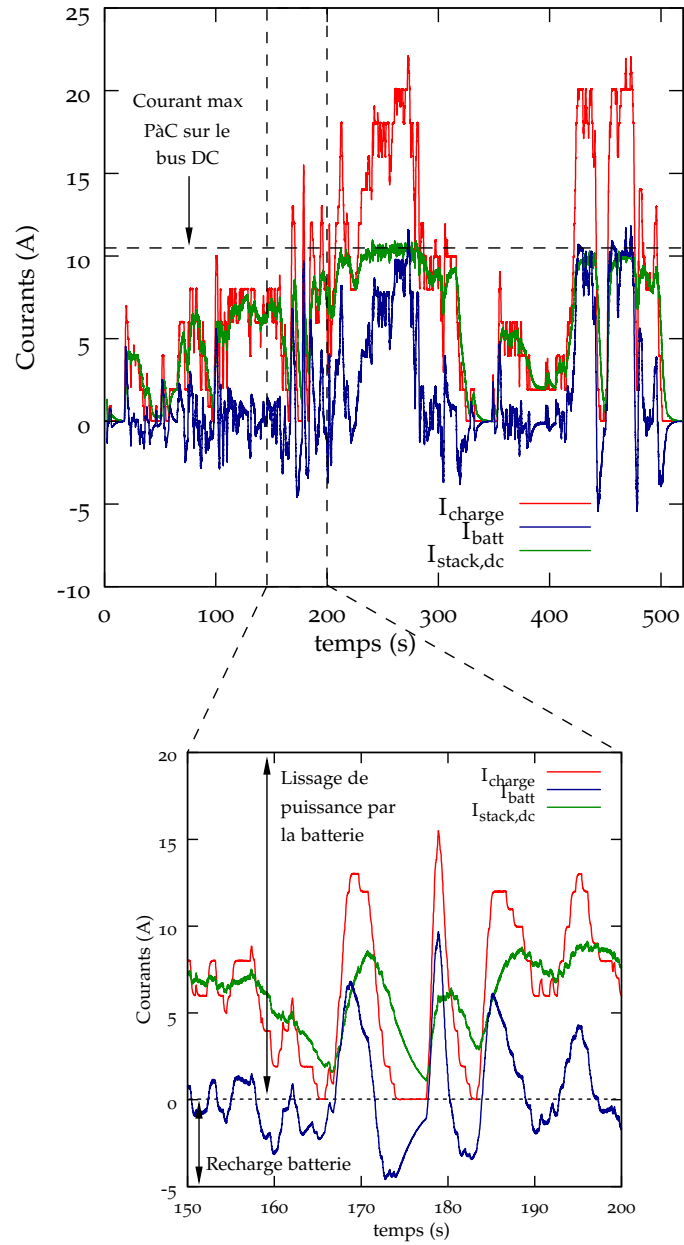 25
20
15
10
5
0
-5
-10
Courants (A)
Courant max
PàC sur le
bus DC
I_charge
I_batt
I_stack,dc
0
100
200
300
400
500
temps (s)
20
15
10
5
0
-5
Courants (A)
Lissage de
puissance par
la batterie
I_charge
I_batt
I_stack,dc
Recharge batterie
150
160
170
180
190
200
temps (s)